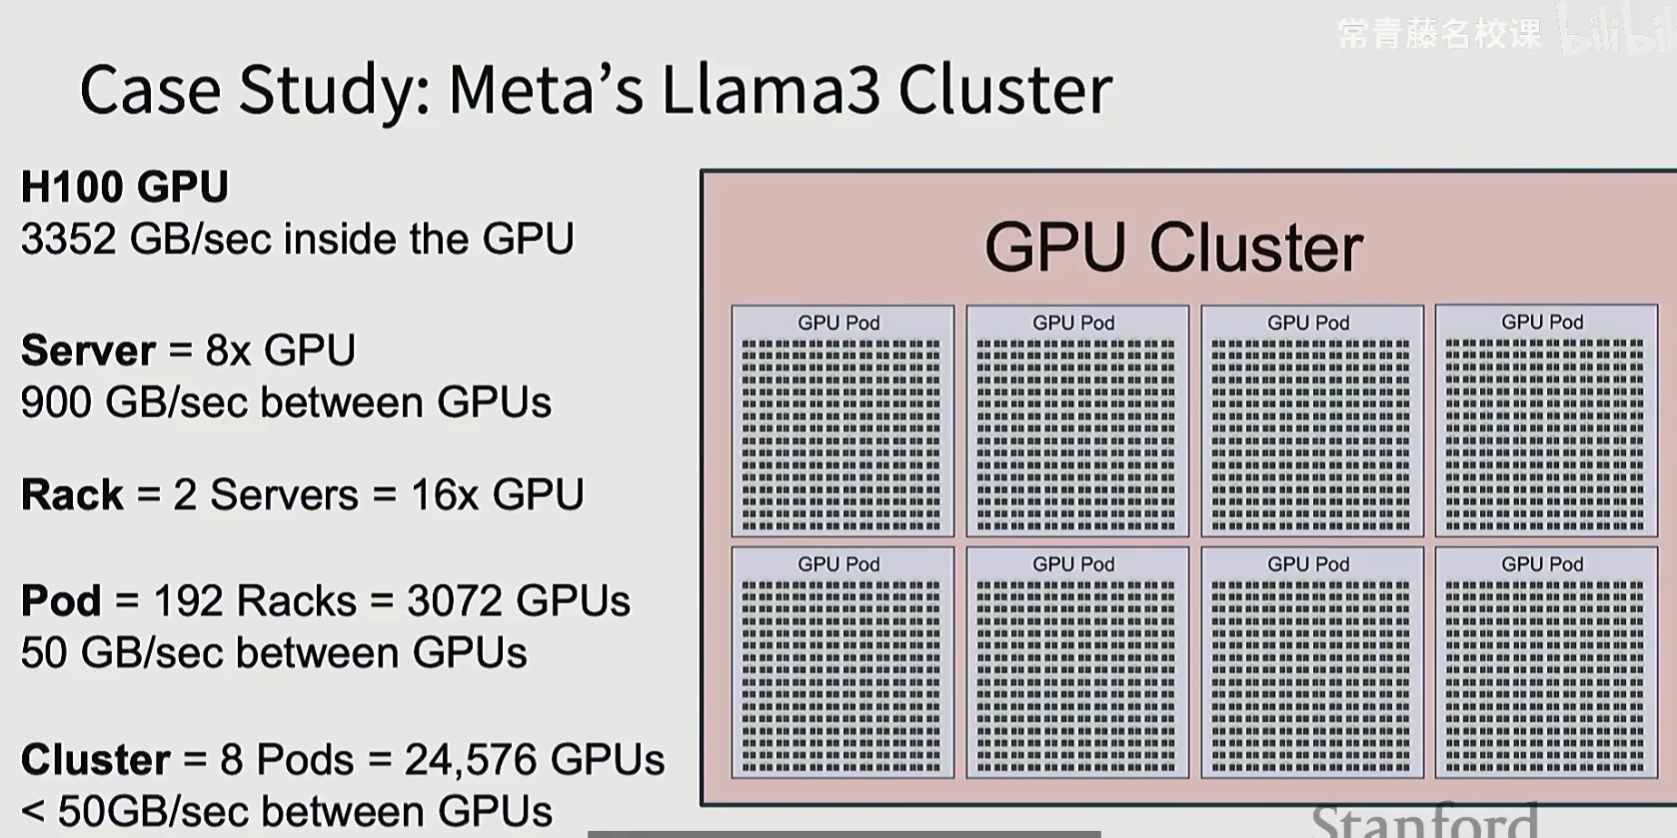 常青藤名校课 bilibili
Case Study: Meta's Llama3 Cluster
H100 GPU
3352 GB/sec inside the GPU
Server = 8x GPU
900 GB/sec between GPUs
Rack = 2 Servers = 16x GPU
Pod = 192 Racks = 3072 GPUs
50 GB/sec between GPUs
Cluster = 8 Pods = 24,576 GPUs
< 50GB/sec between GPUs
GPU Cluster
GPU Pod GPU Pod GPU Pod GPU Pod
GPU Pod GPU Pod GPU Pod GPU Pod
Stanford